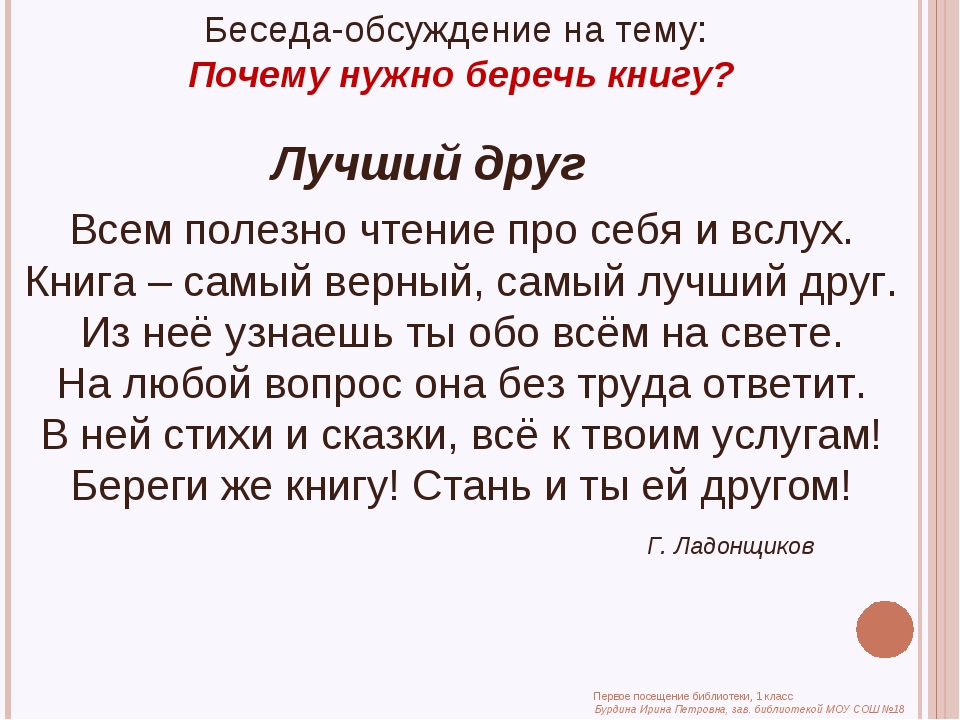 Беседа-обсуждение на тему:
Почему нужно беречь книгу?
Лучший друг
Всем полезно чтение про себя и вслух.
Книга – самый верный, самый лучший друг.
Из неё узнаешь ты обо всём на свете.
На любой вопрос она без труда ответит.
В ней стихи и сказки, всё к твоим услугам!
Береги же книгу! Стань и ты ей другом!
Г. Ладонщиков
Первое посещение библиотеки, 1 класс
Бурдина Ирина Петровна, зав. библиотекой МОУ СОШ №18